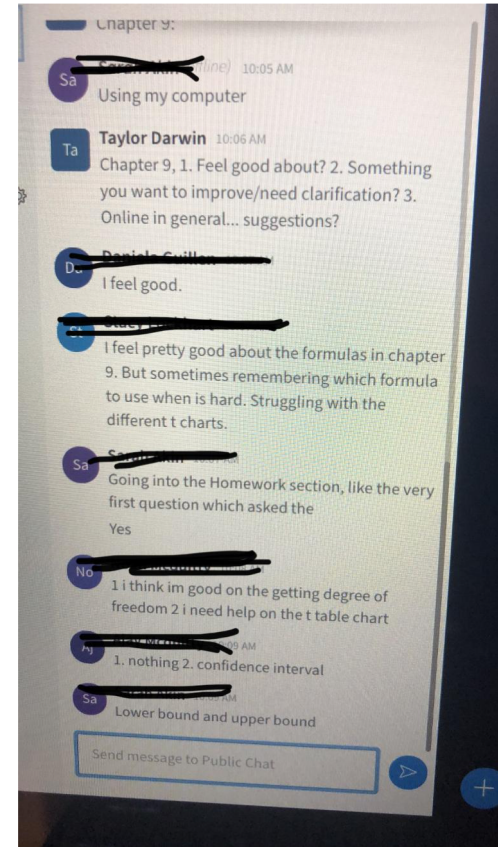 Chapter 9:
Sa
10:05 AM
Using my computer
Ta
Taylor Darwin 10:06 AM
Chapter 9, 1. Feel good about? 2. Something
you want to improve/need clarification? 3.
Online in general... suggestions?
I feel good.
I feel pretty good about the formulas in chapter
9. But sometimes remembering which formula
to use when is hard. Struggling with the
different t charts.
Sa
Going into the Homework section, like the very
first question which asked the
Yes
No
1 i think im good on the getting degree of
freedom 2 i need help on the t table chart
AM
1. nothing 2. confidence interval
Sa
AM
Lower bound and upper bound
Send message to Public Chat